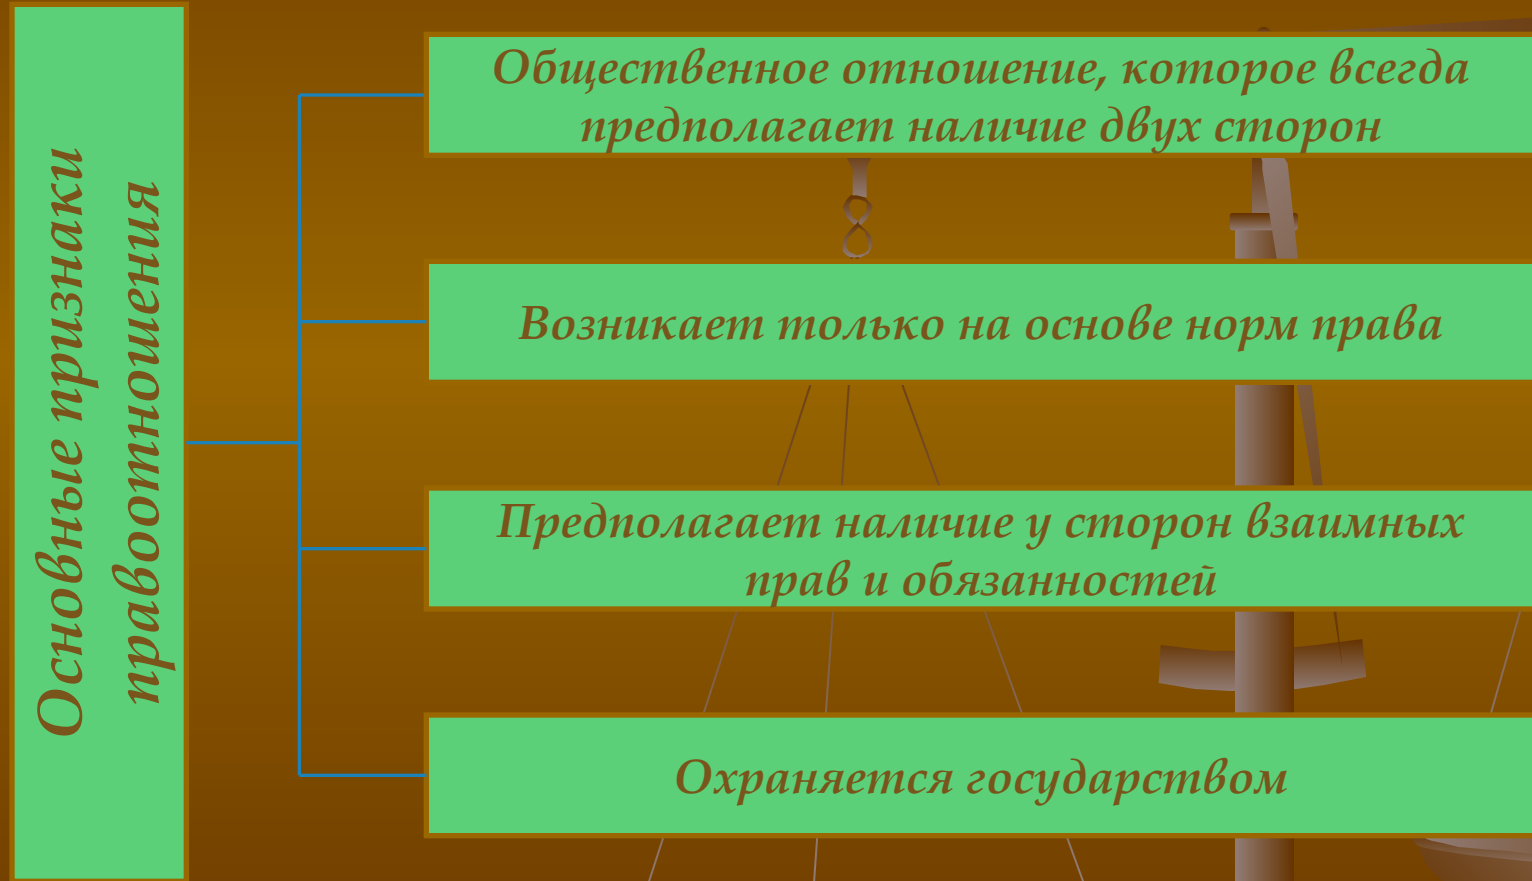 Основные признаки
правоотношения
Общественное отношение, которое всегда
предполагает наличие двух сторон
Возникает только на основе норм права
Предполагает наличие у сторон взаимных
прав и обязанностей
Охраняется государством